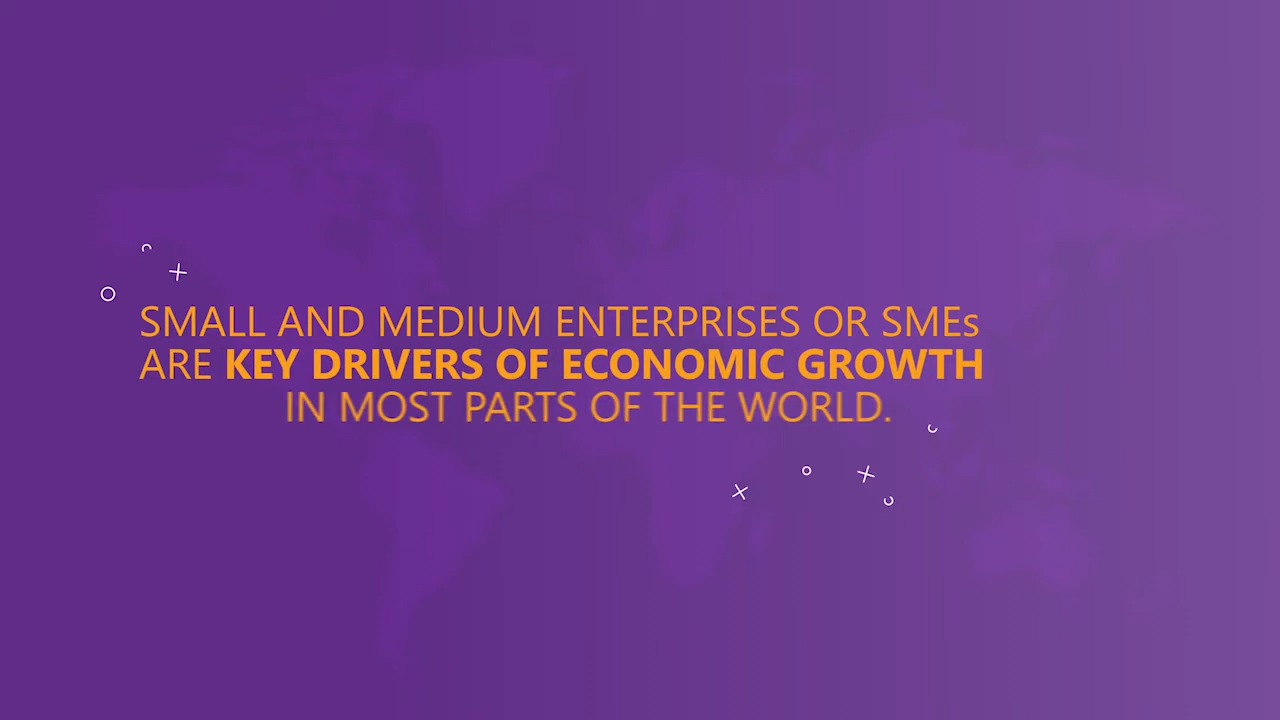 SMALL AND MEDIUM ENTERPRISES OR SMEs
ARE KEY DRIVERS OF ECONOMIC GROWTH
IN MOST PARTS OF THE WORLD.